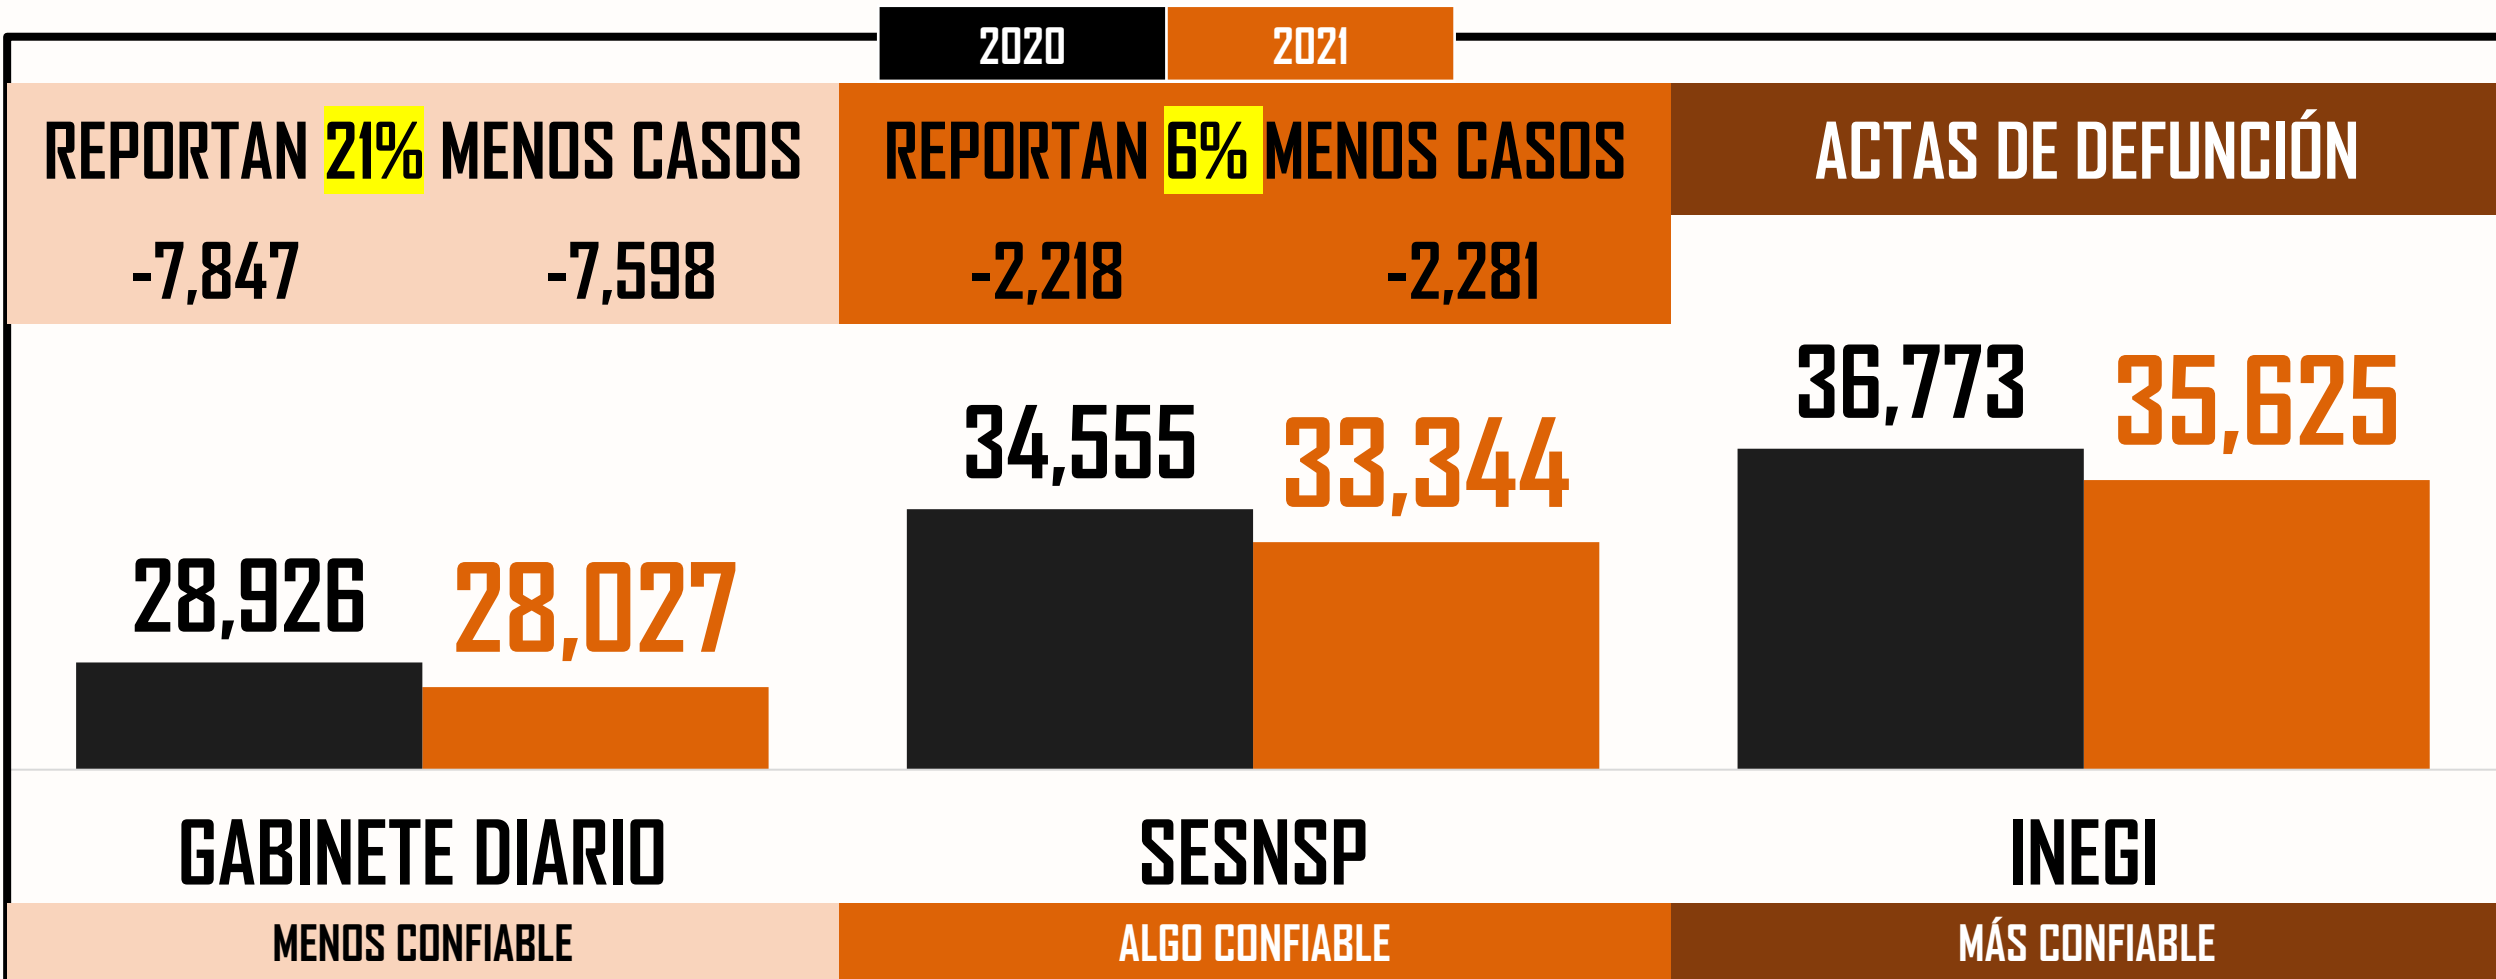 2020
2021
REPORTAN 21% MENOS CASOS
REPORTAN 6% MENOS CASOS
ACTAS DE DEFUNCIÓN
-7,847
-7,598
-2,218
-2,281
36,773
35,625
34,555
33,344
28,926
28,027
GABINETE DIARIO
SESNSP
INEGI
MENOS CONFIABLE
ALGO CONFIABLE
MÁS CONFIABLE